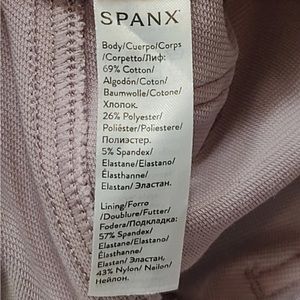 SPANX
Body/Cuerpo/Corps
/Corpetto/Лиф:
69% Cotton/
Algodón/Coton/
Baumwolle/Cotone/
Хлопок.
26% Polyester/
Poliéster/Poliestere/
Полиэстер.
5% Spandex/
Elastane/Elastano/
Élasthanne/
Elastan/ Эластан.
Lining/Forro
/Doublure/Futter/
Fodera/Подкладка:
57% Spandex/
Elastane/Elastano/
Élasthanne/
Elastan/ Эластан,
43% Nylon/ Nailon/
Нейлон.